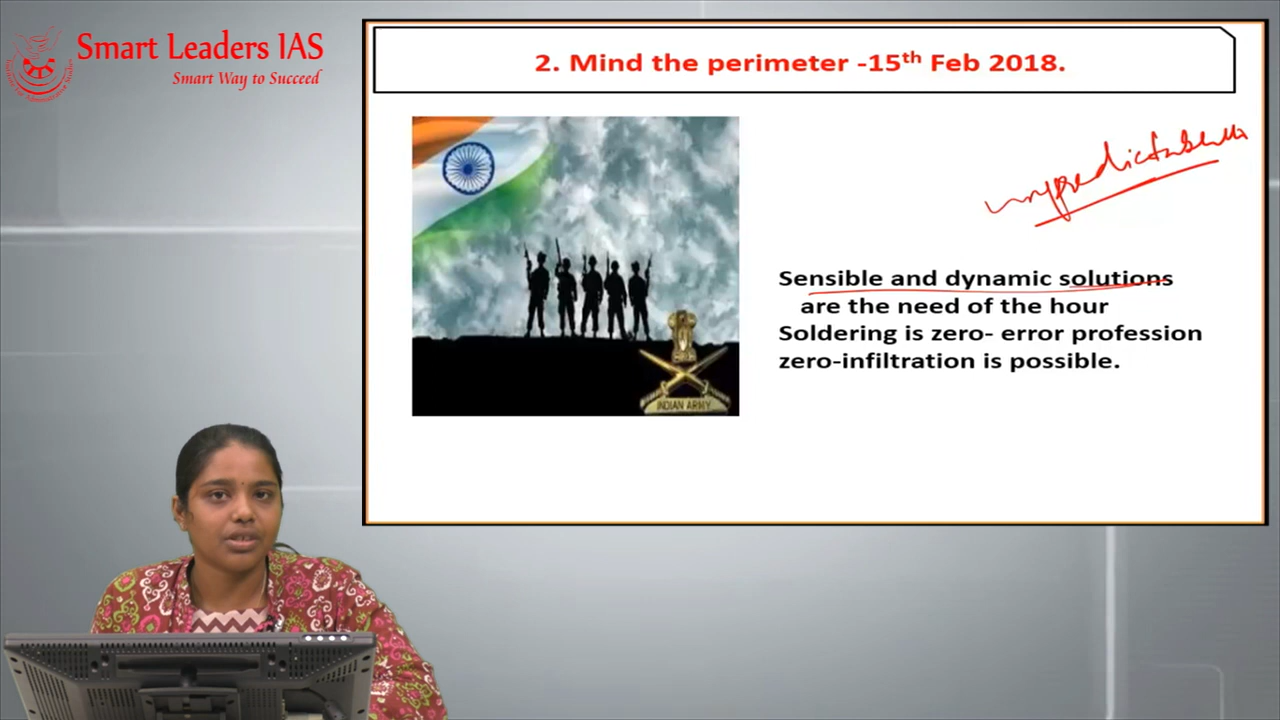 Smart Leaders IAS
Smart Way to Succeed
2. Mind the perimeter -15th Feb 2018.
Sensible and dynamic solutions
are the need of the hour
Soldering is zero- error profession
zero-infiltration is possible.
INDIAN ARMY